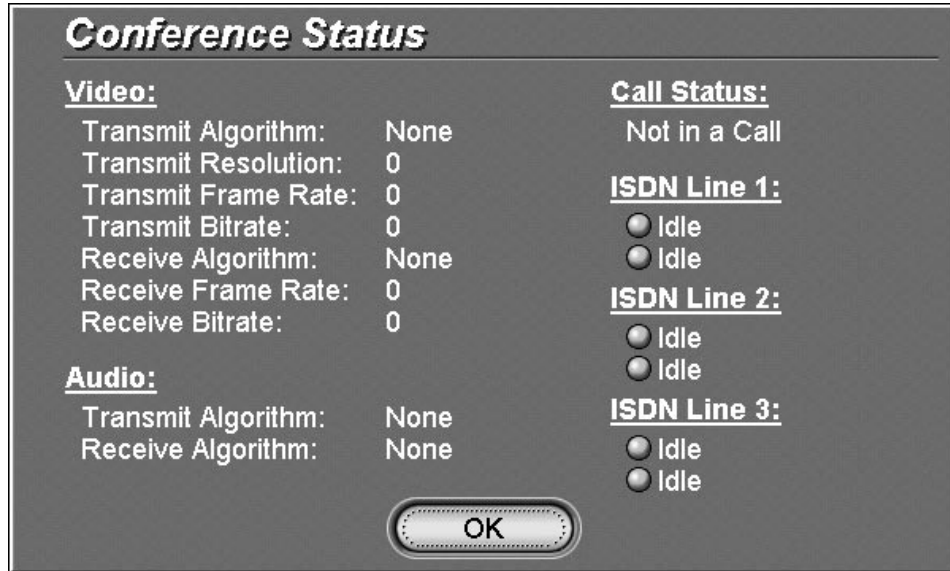 Conference Status
Video:
Transmit Algorithm: None
Transmit Resolution: 0
Transmit Frame Rate: 0
Transmit Bitrate: 0
Receive Algorithm: None
Receive Frame Rate: 0
Receive Bitrate: 0
Audio:
Transmit Algorithm: None
Receive Algorithm: None
Call Status:
Not in a Call
ISDN Line 1:
Idle
Idle
ISDN Line 2:
Idle
Idle
ISDN Line 3:
Idle
Idle
OK